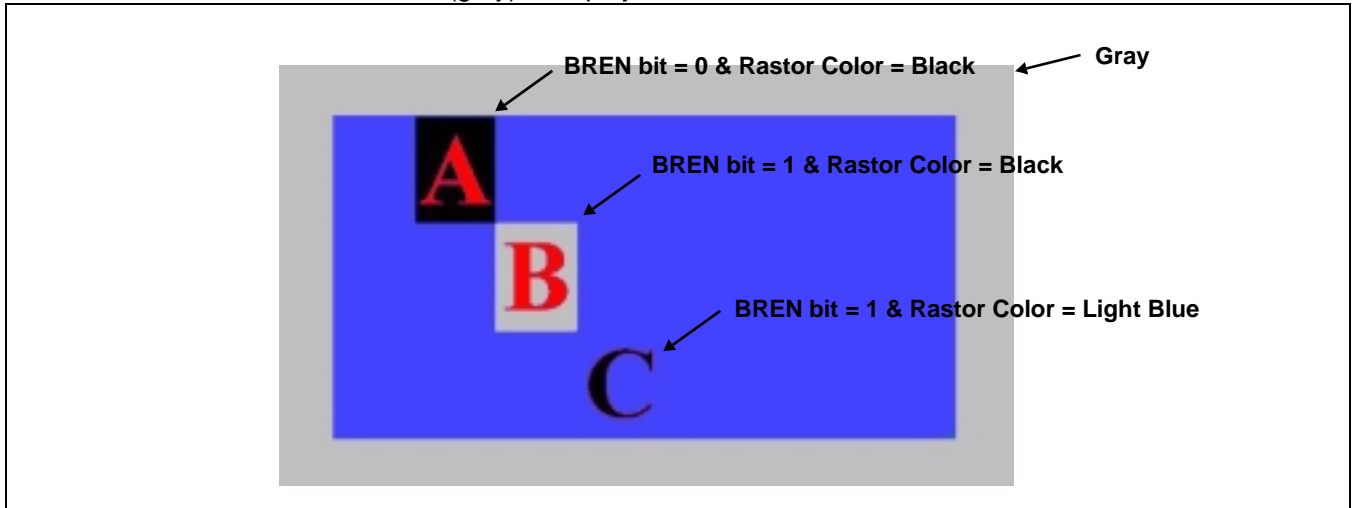 BREN bit = 0 & Rastor Color = Black
Gray
A
BREN bit = 1 & Rastor Color = Black
B
BREN bit = 1 & Rastor Color = Light Blue
C